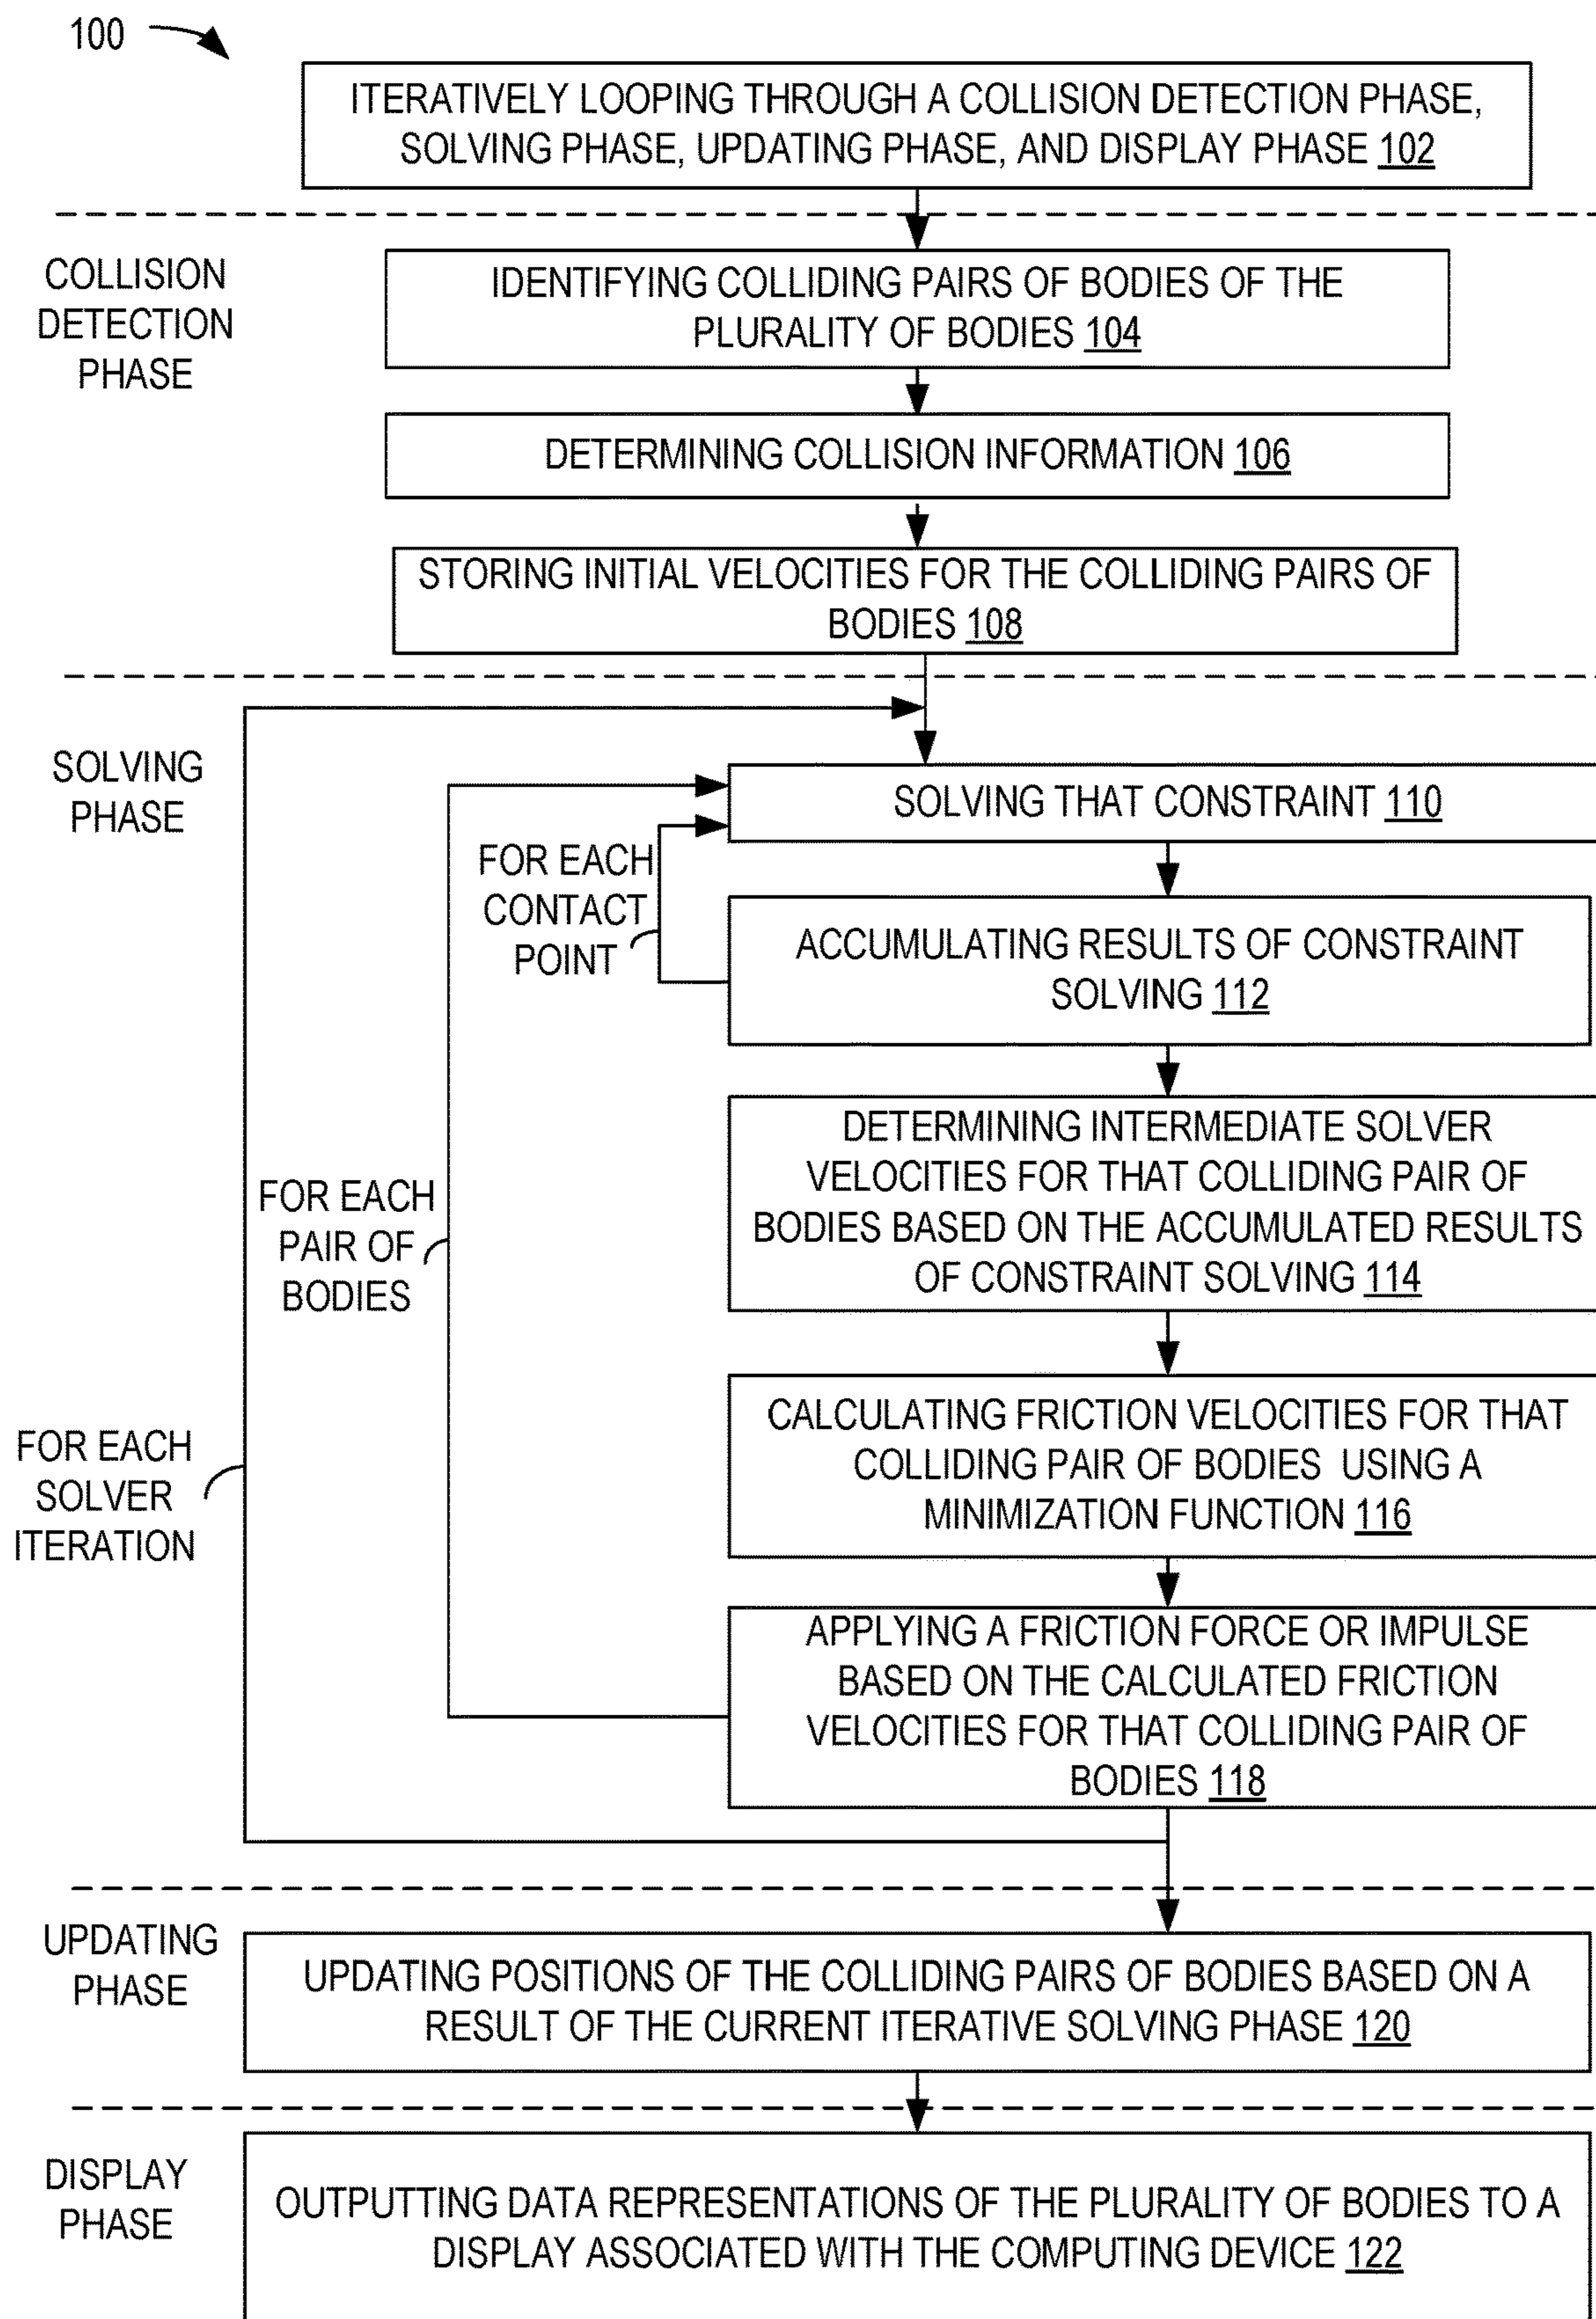 100
ITERATIVELY LOOPING THROUGH A COLLISION DETECTION PHASE,
SOLVING PHASE, UPDATING PHASE, AND DISPLAY PHASE 102
COLLISION
DETECTION
PHASE
IDENTIFYING COLLIDING PAIRS OF BODIES OF THE
PLURALITY OF BODIES 104
DETERMINING COLLISION INFORMATION 106
STORING INITIAL VELOCITIES FOR THE COLLIDING PAIRS OF
BODIES 108
SOLVING
PHASE
SOLVING THAT CONSTRAINT 110
FOR EACH
CONTACT
POINT
ACCUMULATING RESULTS OF CONSTRAINT
SOLVING 112
DETERMINING INTERMEDIATE SOLVER
VELOCITIES FOR THAT COLLIDING PAIR OF
BODIES BASED ON THE ACCUMULATED RESULTS
OF CONSTRAINT SOLVING 114
FOR EACH
PAIR OF
BODIES
CALCULATING FRICTION VELOCITIES FOR THAT
COLLIDING PAIR OF BODIES USING A
MINIMIZATION FUNCTION 116
FOR EACH
SOLVER
ITERATION
APPLYING A FRICTION FORCE OR IMPULSE
BASED ON THE CALCULATED FRICTION
VELOCITIES FOR THAT COLLIDING PAIR OF
BODIES 118
UPDATING
PHASE
UPDATING POSITIONS OF THE COLLIDING PAIRS OF BODIES BASED ON A
RESULT OF THE CURRENT ITERATIVE SOLVING PHASE 120
DISPLAY
PHASE
OUTPUTTING DATA REPRESENTATIONS OF THE PLURALITY OF BODIES TO A
DISPLAY ASSOCIATED WITH THE COMPUTING DEVICE 122